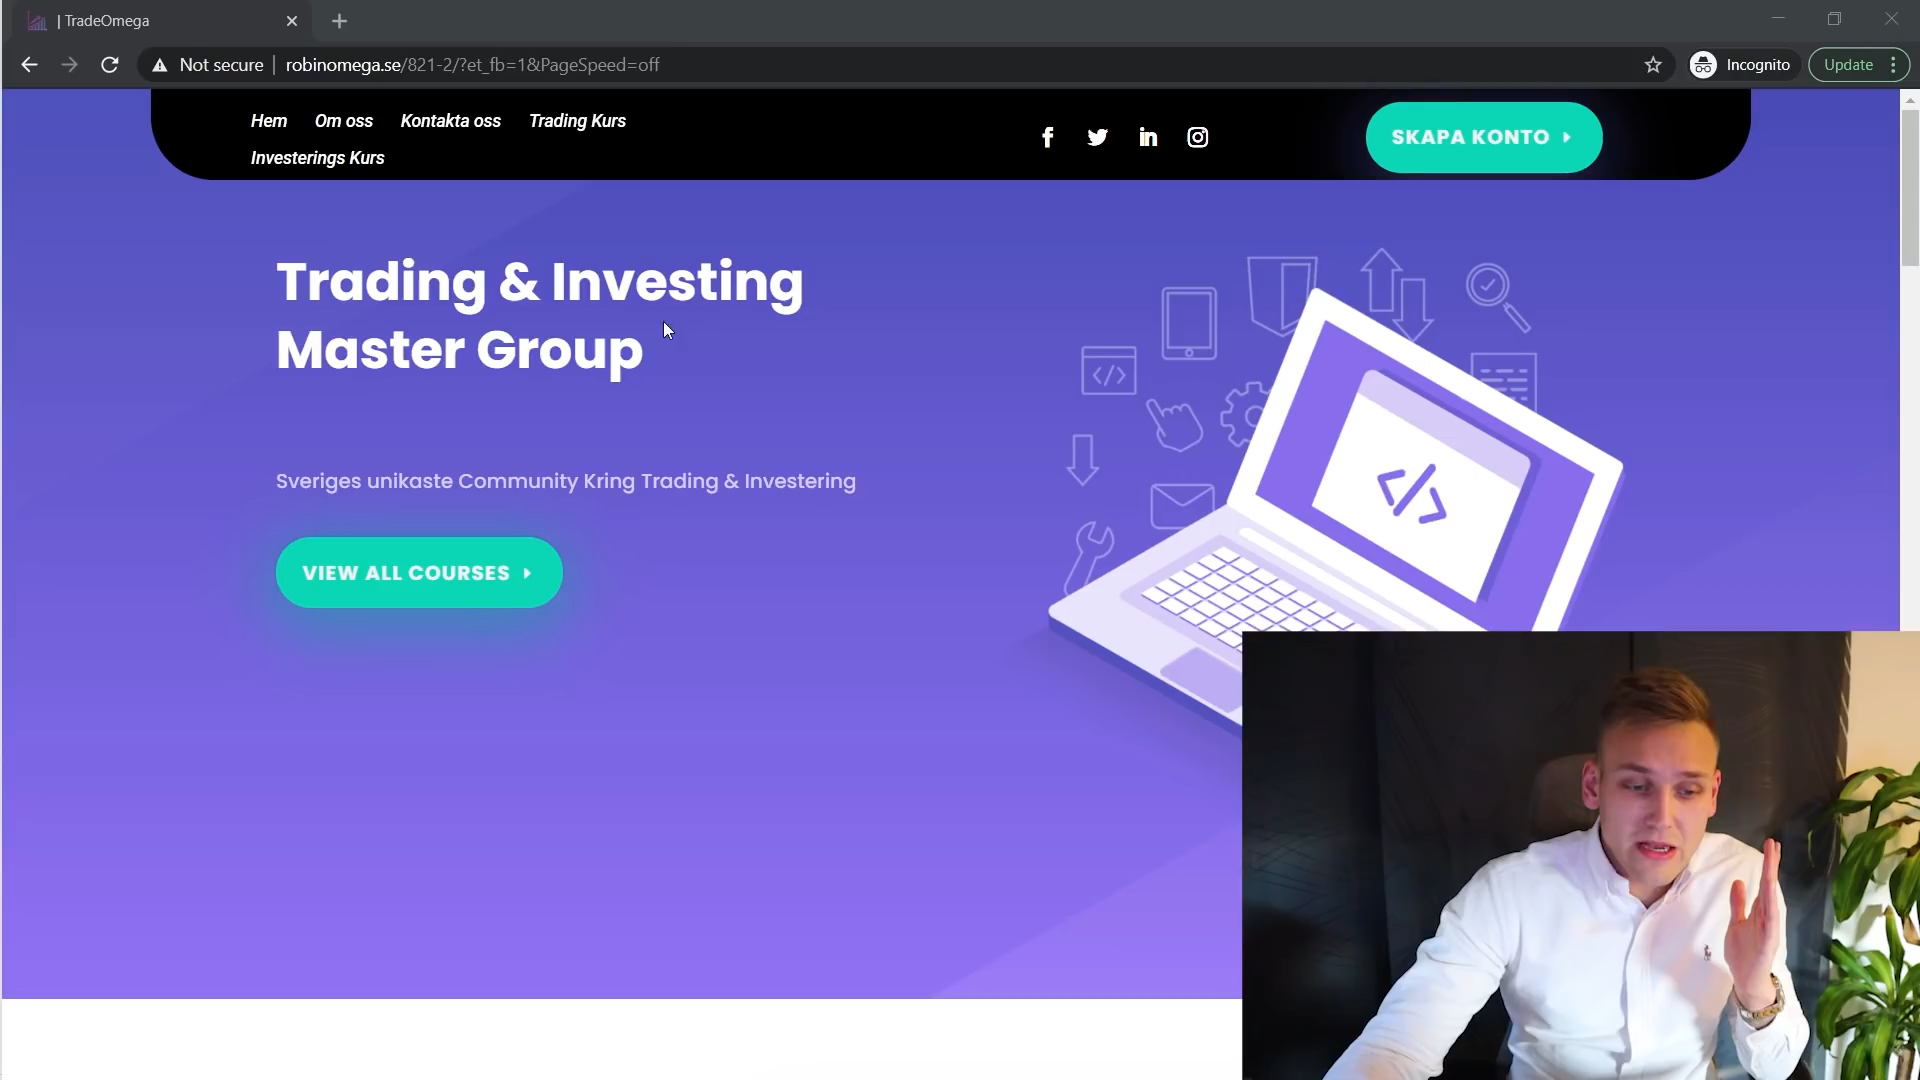 | TradeOmega
Not secure | robinomega.se/821-2/?et_fb=1&PageSpeed=off
Incognito
Update
Hem Om oss Kontakta oss Trading Kurs
Investerings Kurs
SKAPA KONTO
Trading & Investing
Master Group
Sveriges unikaste Community Kring Trading & Investering
VIEW ALL COURSES